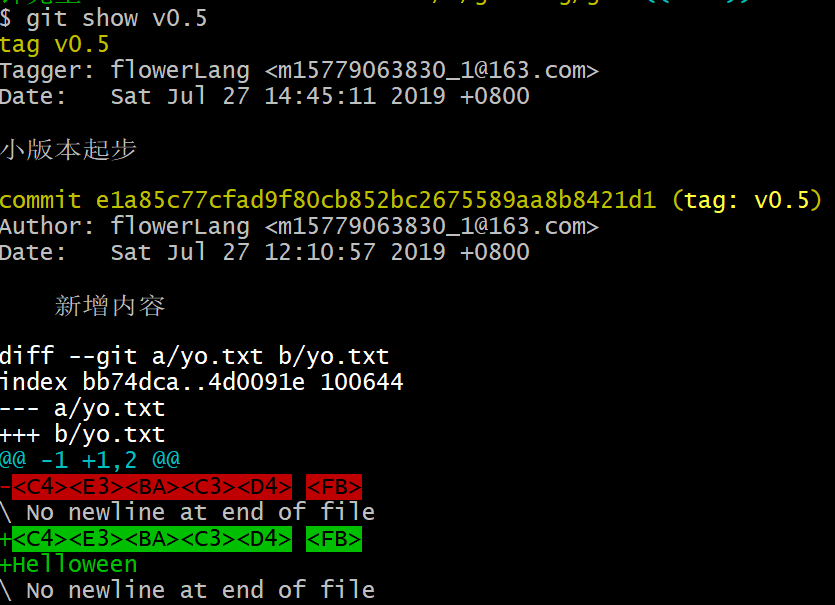 $ git show v0.5
tag v0.5
Tagger: flowerLang <m15779063830_1@163.com>
Date:   Sat Jul 27 14:45:11 2019 +0800
小版本起步
commit e1a85c77cfad9f80cb852bc2675589aa8b8421d1 (tag: v0.5)
Author: flowerLang <m15779063830_1@163.com>
Date:   Sat Jul 27 12:10:57 2019 +0800
新增内容
diff --git a/yo.txt b/yo.txt
index bb74dca..4d0091e 100644
--- a/yo.txt
+++ b/yo.txt
@@ -1 +1,2 @@
-<C4><E3><BA><C3><D4> <FB>
\ No newline at end of file
+<C4><E3><BA><C3><D4> <FB>
+Helloween
\ No newline at end of file